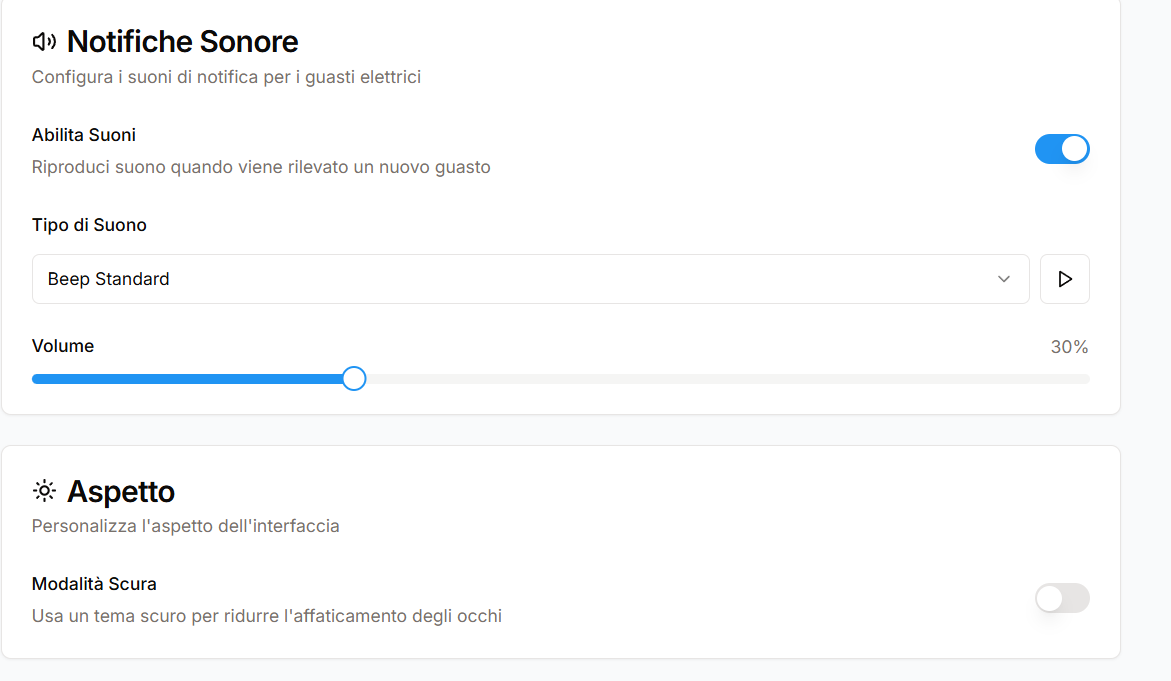 Notifiche Sonore
Configura i suoni di notifica per i guasti elettrici
Abilita Suoni
Riproduci suono quando viene rilevato un nuovo guasto
Tipo di Suono
Beep Standard
Volume
30%
Aspetto
Personalizza l'aspetto dell'interfaccia
Modalità Scura
Usa un tema scuro per ridurre l'affaticamento degli occhi